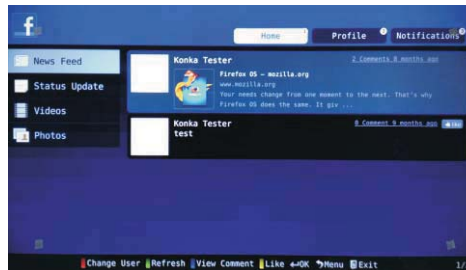 f
Home Profile Notifications
News Feed
Status Update
Videos
Photos
Konka Tester 2 Comments 8 months ago
Firefox OS — mozilla.org
www.mozilla.org
Your needs change from one moment to the next. That's why
Firefox OS does the same. It giv ...
Konka Tester 0 Comment 9 months ago
test
Change User Refresh View Comment Like OK Menu Exit 1/